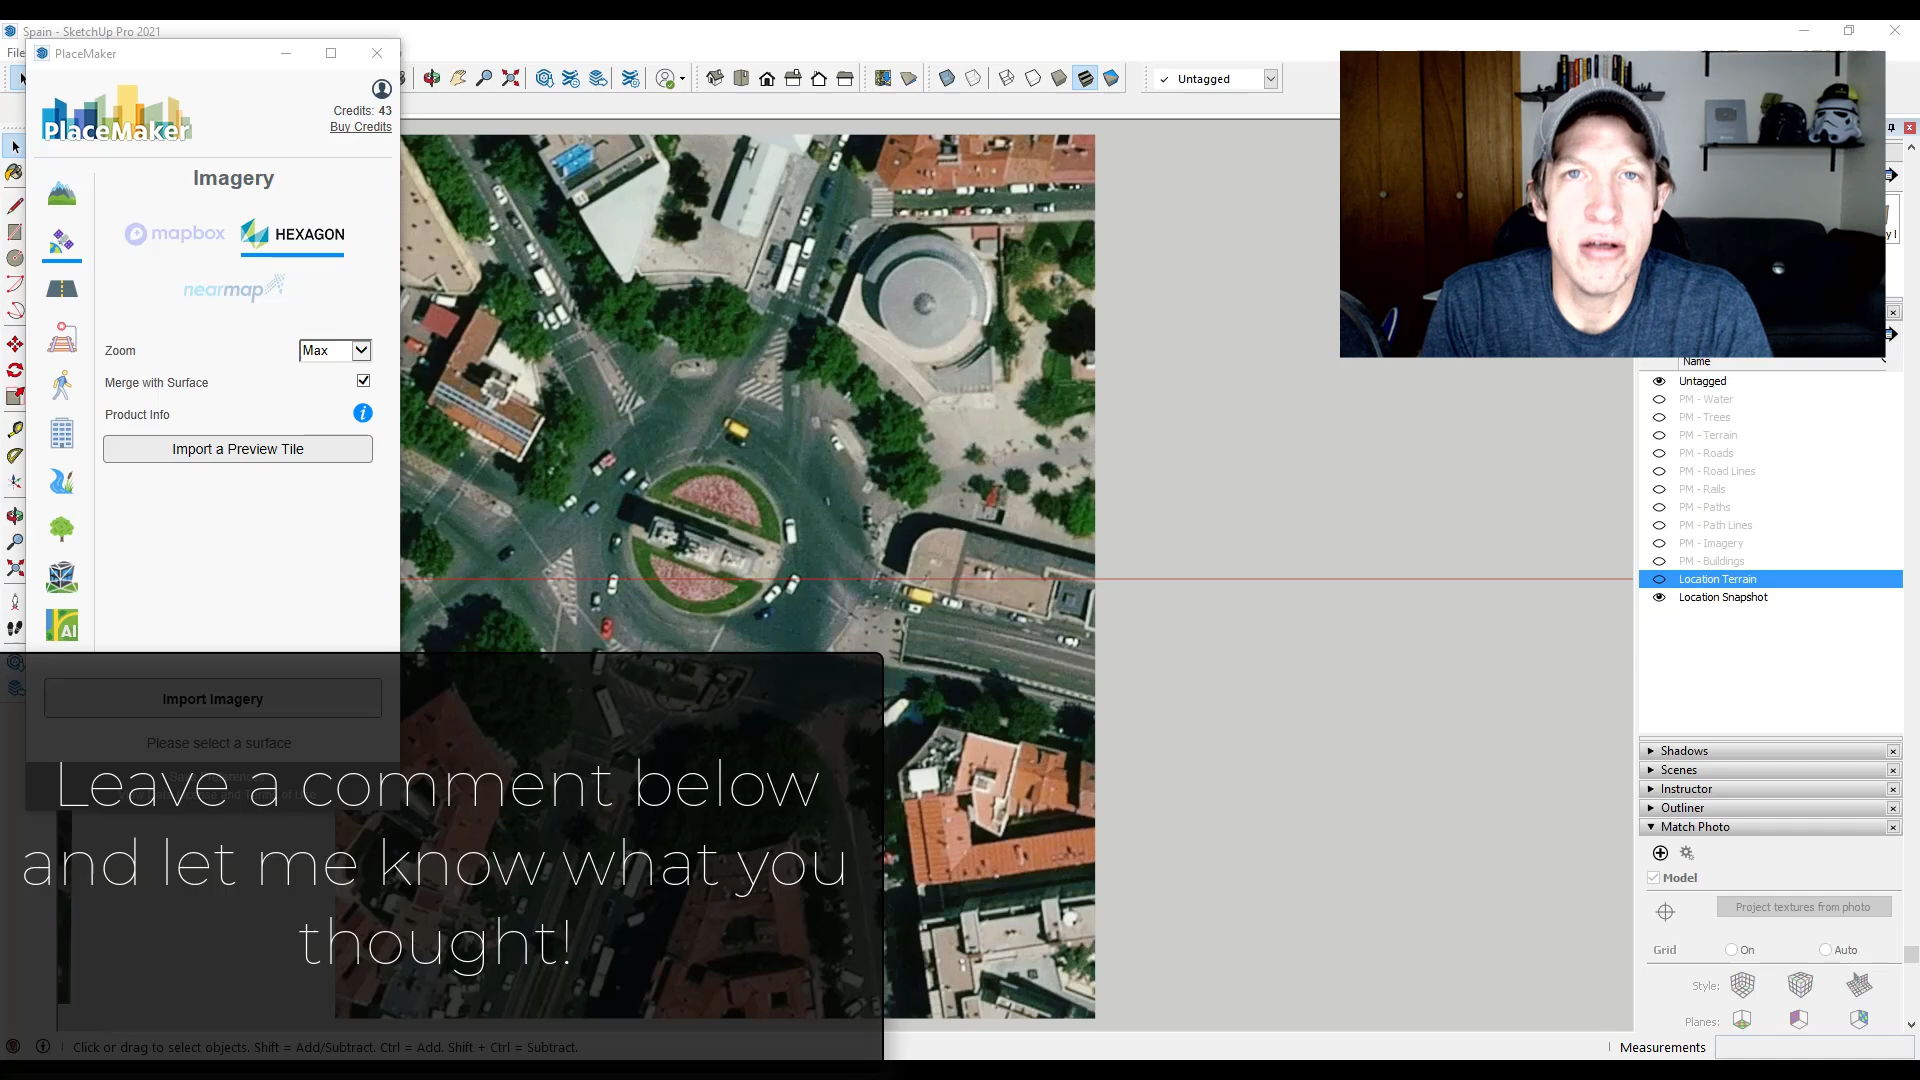 Spain - SketchUp Pro 2021
File
PlaceMaker
PlaceMaker
Credits: 43
Buy Credits
Imagery
mapbox
HEXAGON
nearmap
Zoom
Max
Merge with Surface
Product Info
Import a Preview Tile
AI
Import Imagery
Please select a surface
Leave a comment below
and let me know what you
thought!
Click or drag to select objects. Shift = Add/Subtract. Ctrl = Add. Shift + Ctrl = Subtract.
Untagged
Name
Untagged
PM - Water
PM - Trees
PM - Terrain
PM - Roads
PM - Road Lines
PM - Rails
PM - Paths
PM - Path Lines
PM - Imagery
PM - Buildings
Location Terrain
Location Snapshot
Shadows
Scenes
Instructor
Outliner
Match Photo
Model
Project textures from photo
Grid
On
Auto
Style:
Planes:
Measurements